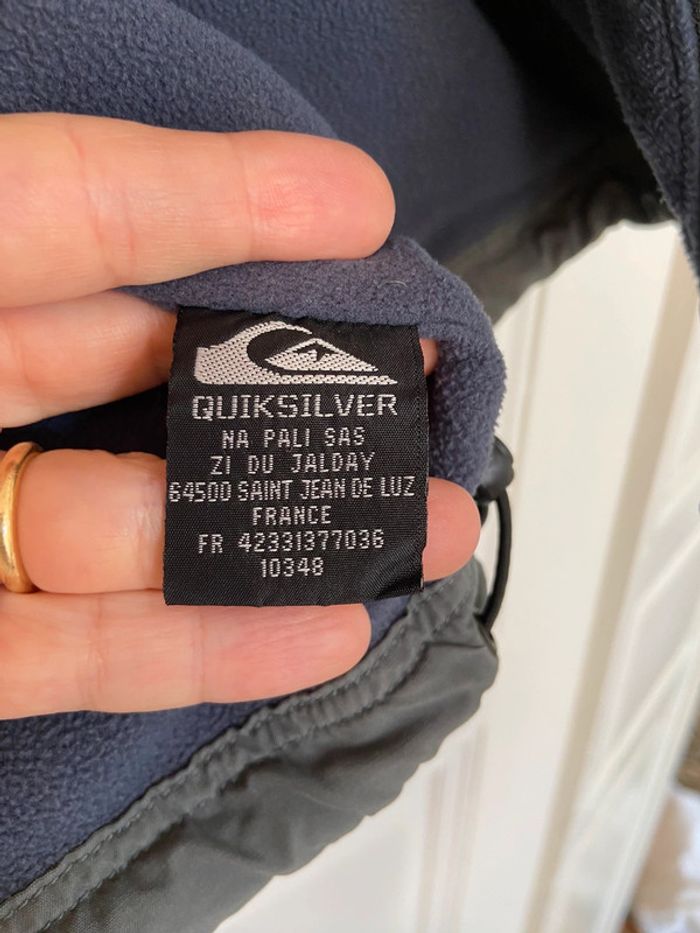 QUIKSILVER
NA PALI SAS
ZI DU JALDAY
64500 SAINT JEAN DE LUZ
FRANCE
FR 42331377036
10348